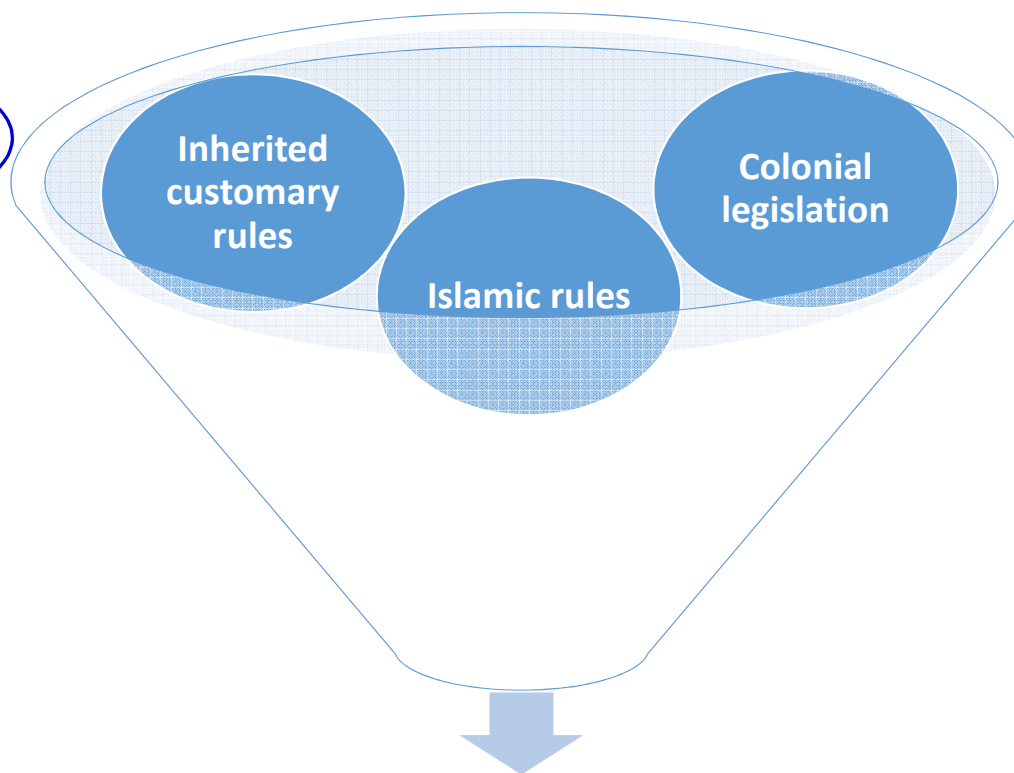 Inherited
customary
rules
Islamic rules
Colonial
legislation